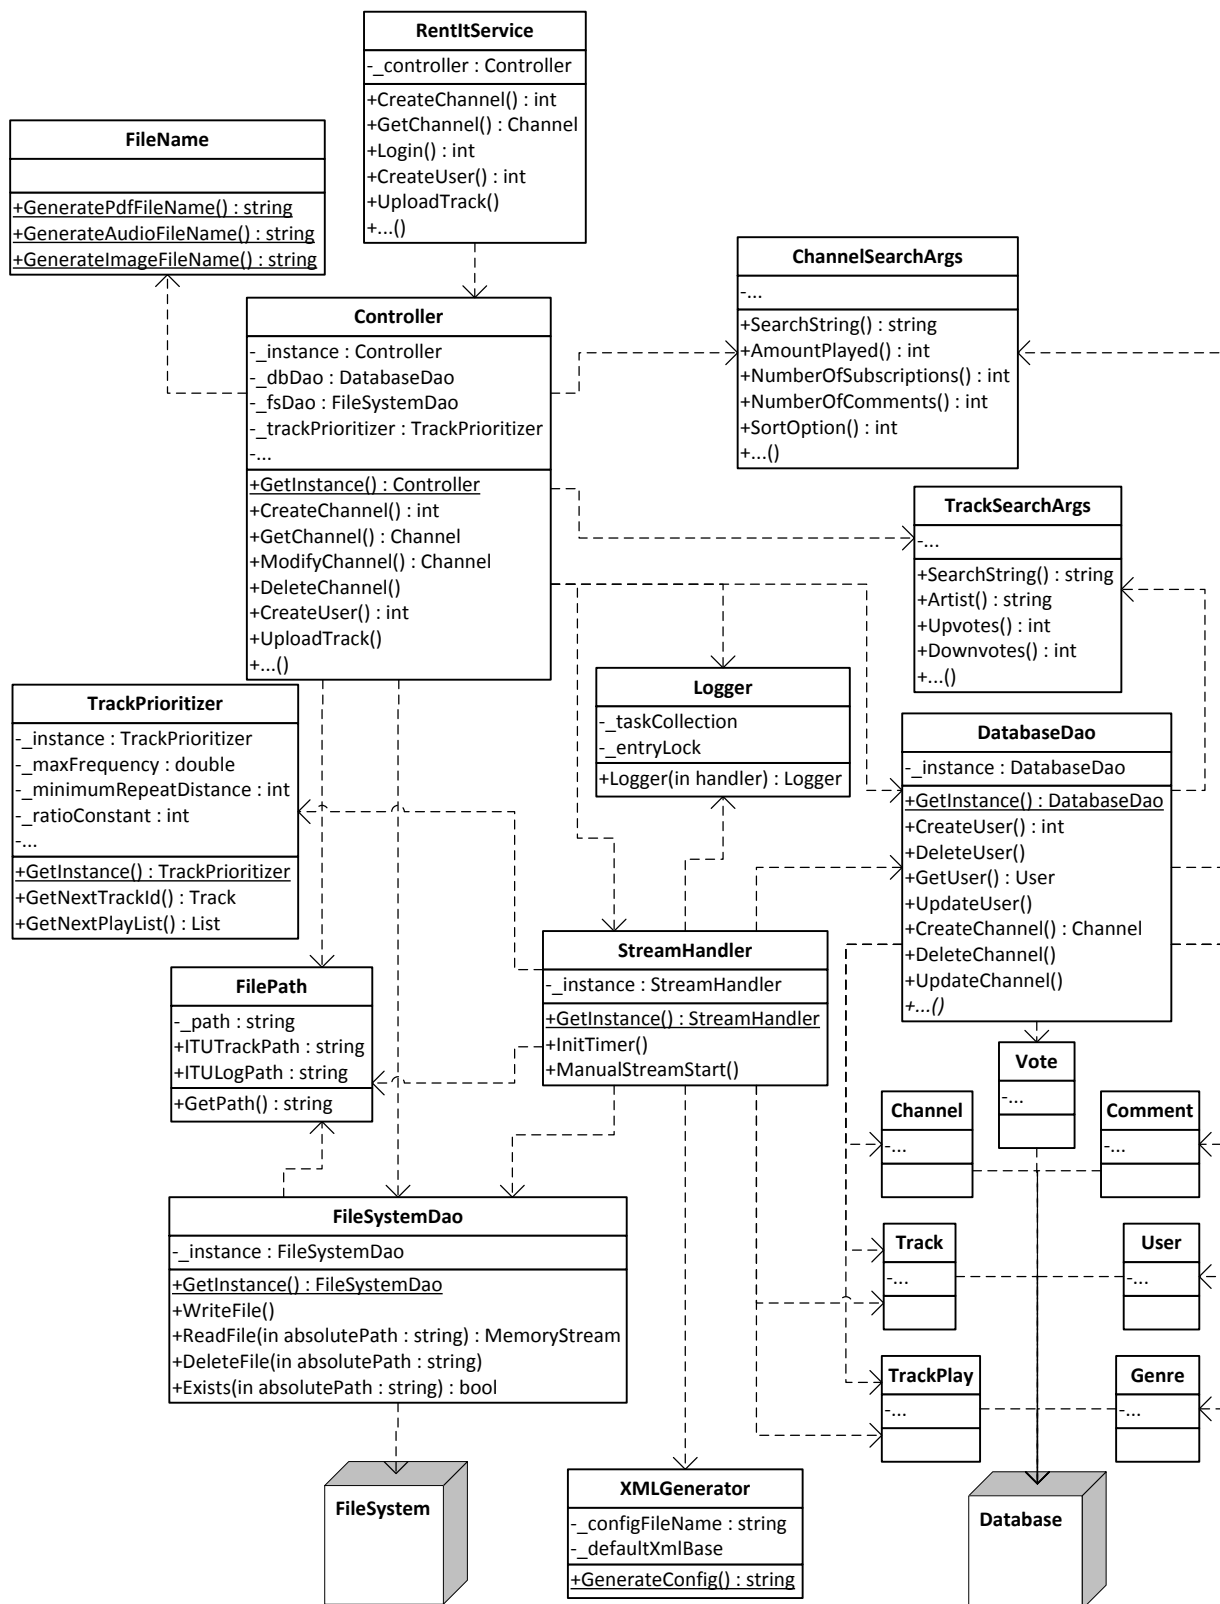 RentItService
-_controller : Controller
+CreateChannel() : int
+GetChannel() : Channel
+Login() : int
+CreateUser() : int
+UploadTrack()
+...()
FileName
+GeneratePdfFileName() : string
+GenerateAudioFileName() : string
+GenerateImageFileName() : string
ChannelSearchArgs
-...
+SearchString() : string
+AmountPlayed() : int
+NumberOfSubscriptions() : int
+NumberOfComments() : int
+SortOption() : int
+...()
Controller
-_instance : Controller
-_dbDao : DatabaseDao
-_fsDao : FileSystemDao
-_trackPrioritizer : TrackPrioritizer
-...
+GetInstance() : Controller
+CreateChannel() : int
+GetChannel() : Channel
+ModifyChannel() : Channel
+DeleteChannel()
+CreateUser() : int
+UploadTrack()
+...()
TrackSearchArgs
-...
+SearchString() : string
+Artist() : string
+Upvotes() : int
+Downvotes() : int
+...()
Logger
-_taskCollection
-_entryLock
+Logger(in handler) : Logger
TrackPrioritizer
-_instance : TrackPrioritizer
-_maxFrequency : double
-_minimumRepeatDistance : int
-_ratioConstant : int
-...
+GetInstance() : TrackPrioritizer
+GetNextTrackId() : Track
+GetNextPlayList() : List
DatabaseDao
-_instance : DatabaseDao
+GetInstance() : DatabaseDao
+CreateUser() : int
+DeleteUser()
+GetUser() : User
+UpdateUser()
+CreateChannel() : Channel
+DeleteChannel()
+UpdateChannel()
+...()
StreamHandler
-_instance : StreamHandler
+GetInstance() : StreamHandler
+InitTimer()
+ManualStreamStart()
FilePath
-_path : string
+ITUTrackPath : string
+ITULogPath : string
+GetPath() : string
Vote
-...
Channel
-...
Comment
-...
FileSystemDao
-_instance : FileSystemDao
+GetInstance() : FileSystemDao
+WriteFile()
+ReadFile(in absolutePath : string) : MemoryStream
+DeleteFile(in absolutePath : string)
+Exists(in absolutePath : string) : bool
Track
-...
User
-...
TrackPlay
-...
Genre
-...
FileSystem
XMLGenerator
-_configFileName : string
-_defaultXmlBase
+GenerateConfig() : string
Database